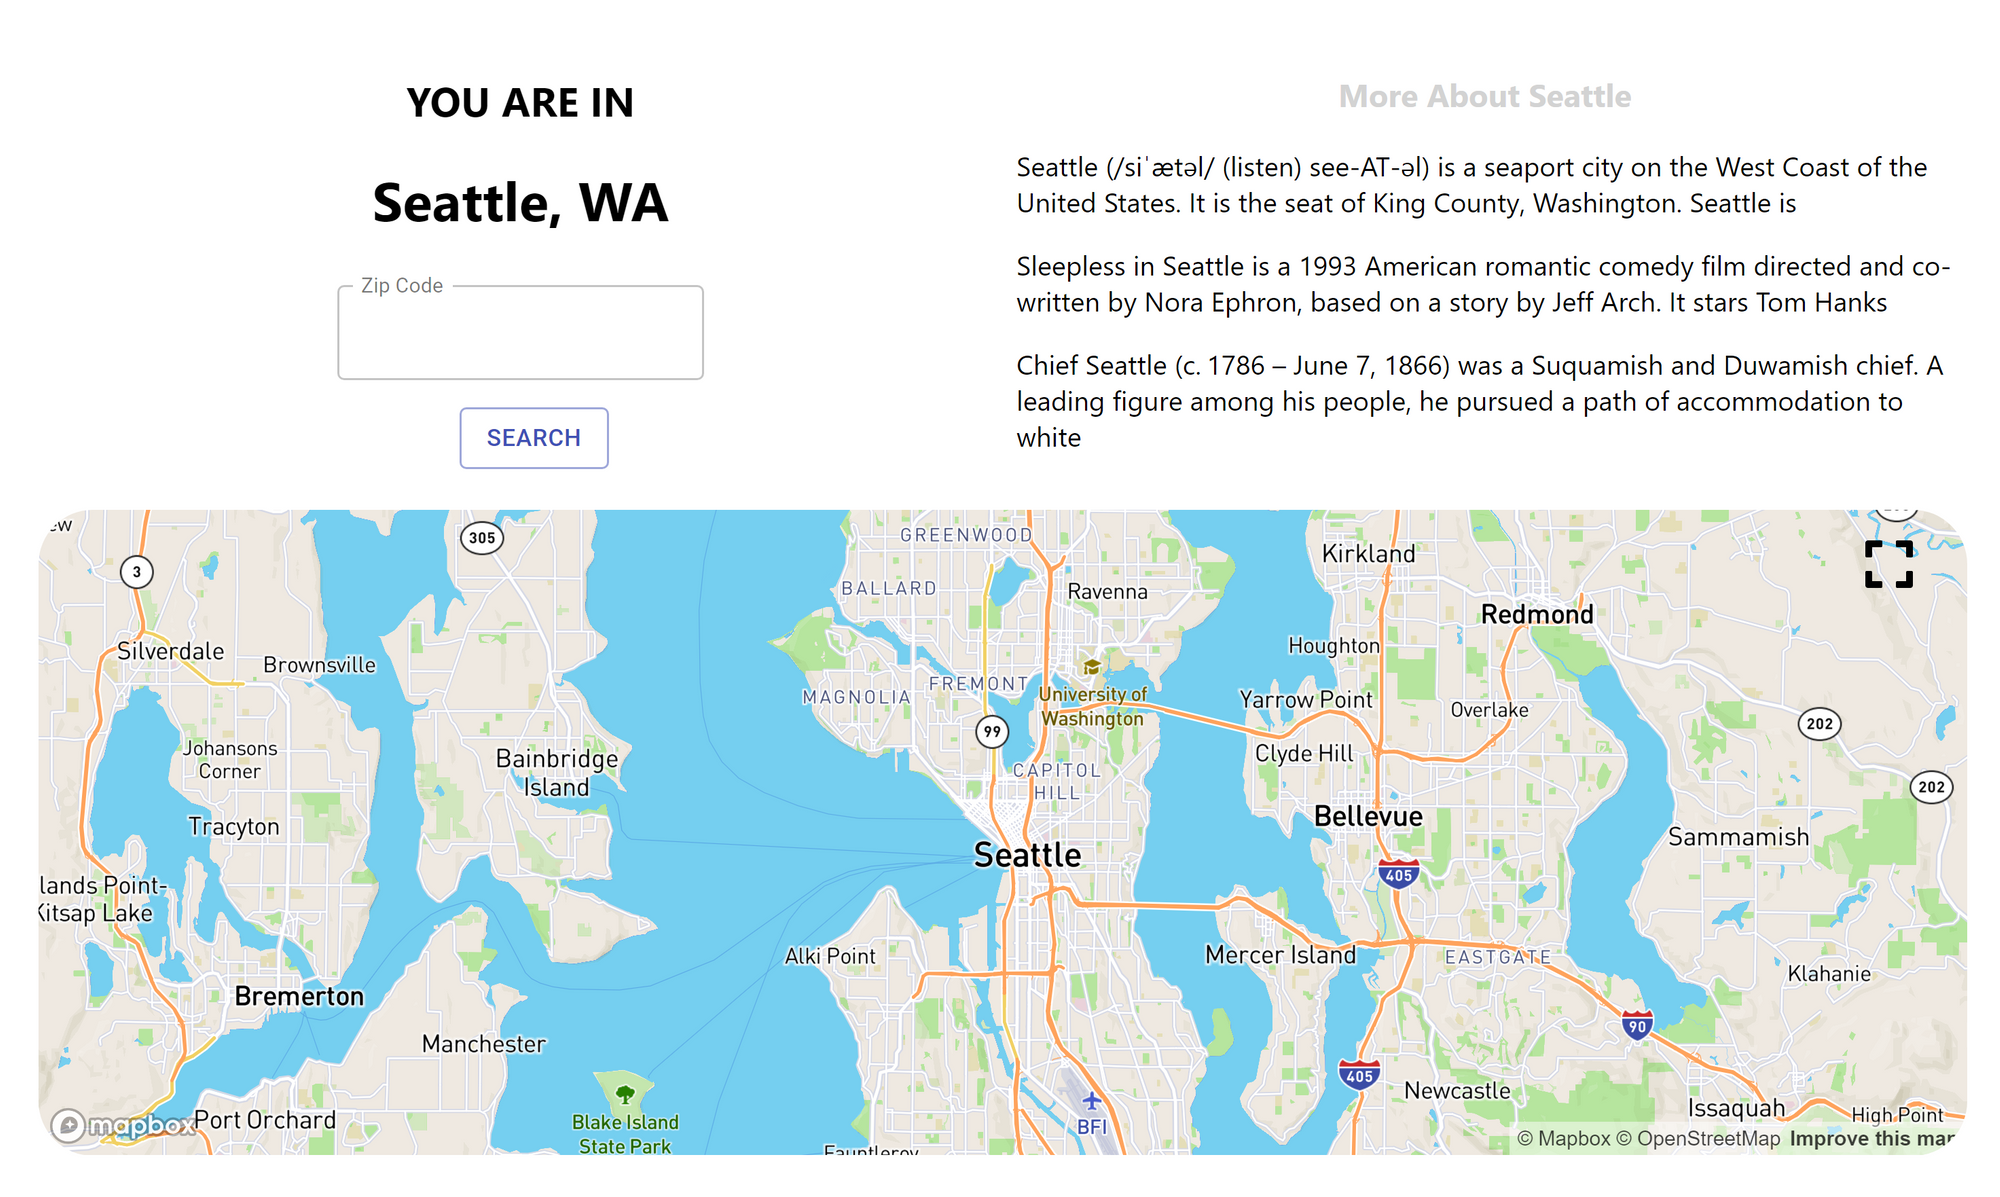 YOU ARE IN
Seattle, WA
Zip Code
SEARCH
More About Seattle
Seattle (/siˈætəl/ (listen) see-AT-əl) is a seaport city on the West Coast of the
United States. It is the seat of King County, Washington. Seattle is
Sleepless in Seattle is a 1993 American romantic comedy film directed and co-
written by Nora Ephron, based on a story by Jeff Arch. It stars Tom Hanks
Chief Seattle (c. 1786 – June 7, 1866) was a Suquamish and Duwamish chief. A
leading figure among his people, he pursued a path of accommodation to
white
305
GREENWOOD
Kirkland
3
BALLARD
Ravenna
Redmond
Silverdale
Brownsville
Houghton
MAGNOLIA
FREMONT
University of
Washington
Yarrow Point
Overlake
99
202
Johansons
Corner
Bainbridge
Island
Clyde Hill
CAPITOL
HILL
202
Tracyton
Bellevue
Sammamish
Seattle
405
lands Point-
Kitsap Lake
Alki Point
Mercer Island
EASTGATE
Klahanie
Bremerton
90
Manchester
405
Newcastle
Blake Island
State Park
BFI
Issaquah
High Point
mapbox
Port Orchard
Fauntleroy
© Mapbox © OpenStreetMap Improve this map